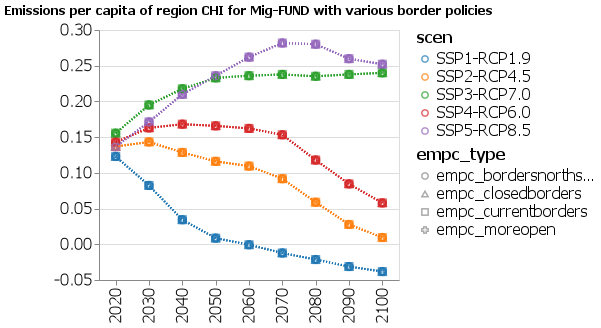 Emissions per capita of region CHI for Mig-FUND with various border policies
0.30
0.25
0.20
0.15
0.10
0.05
0.00
-0.05
2020
2030
2040
2050
2060
2070
2080
2090
2100
scen
SSP1-RCP1.9
SSP2-RCP4.5
SSP3-RCP7.0
SSP4-RCP6.0
SSP5-RCP8.5
empc_type
empc_bordersnorths...
empc_closedborders
empc_currentborders
empc_moreopen